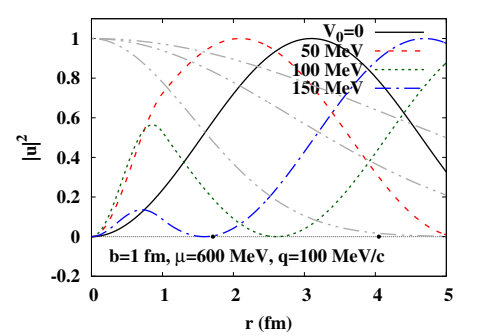 V₀=0
50 MeV
100 MeV
150 MeV
1
0.8
0.6
0.4
0.2
0
-0.2
|u|²
b=1 fm, μ=600 MeV, q=100 MeV/c
0 1 2 3 4 5
r (fm)